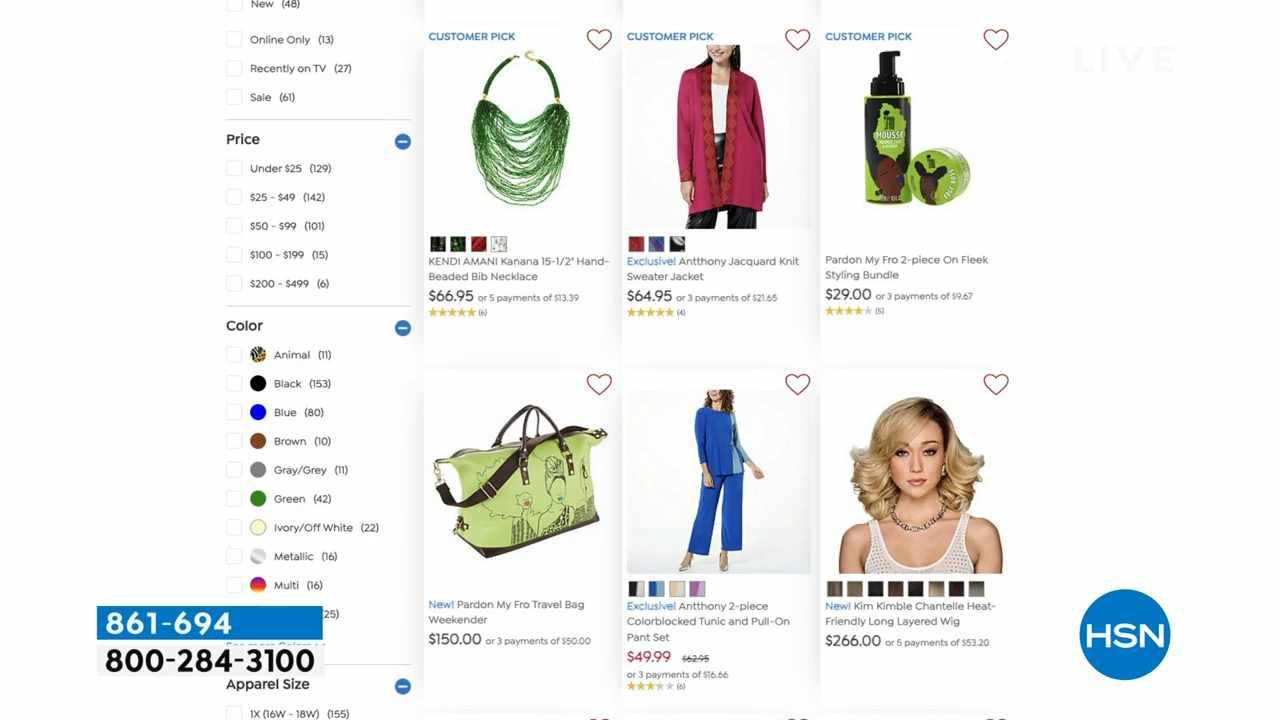 New (48)
Online Only (13)
Recently on TV (27)
Sale (61)
Price
Under $25 (129)
$25 - $49 (142)
$50 - $99 (101)
$100 - $199 (15)
$200 - $499 (6)
Color
Animal (11)
Black (153)
Blue (80)
Brown (10)
Gray/Grey (11)
Green (42)
Ivory/Off White (22)
Metallic (16)
Multi (16)
(25)
Apparel Size
1X (16W - 18W) (155)
861-694
800-284-3100
CUSTOMER PICK
KENDI AMANI Kanana 15-1/2" Hand-
Beaded Bib Necklace
$66.95 or 5 payments of $13.39
(6)
CUSTOMER PICK
Exclusive! Antthony Jacquard Knit
Sweater Jacket
$64.95 or 3 payments of $21.65
(4)
CUSTOMER PICK
MOUSSE
Pardon My Fro 2-piece On Fleek
Styling Bundle
$29.00 or 3 payments of $9.67
(5)
New! Pardon My Fro Travel Bag
Weekender
$150.00 or 3 payments of $50.00
Exclusive! Antthony 2-piece
Colorblocked Tunic and Pull-On
Pant Set
$49.99 $62.95
or 3 payments of $16.66
(6)
New! Kim Kimble Chantelle Heat-
Friendly Long Layered Wig
$266.00 or 5 payments of $53.20
LIVE
HSN